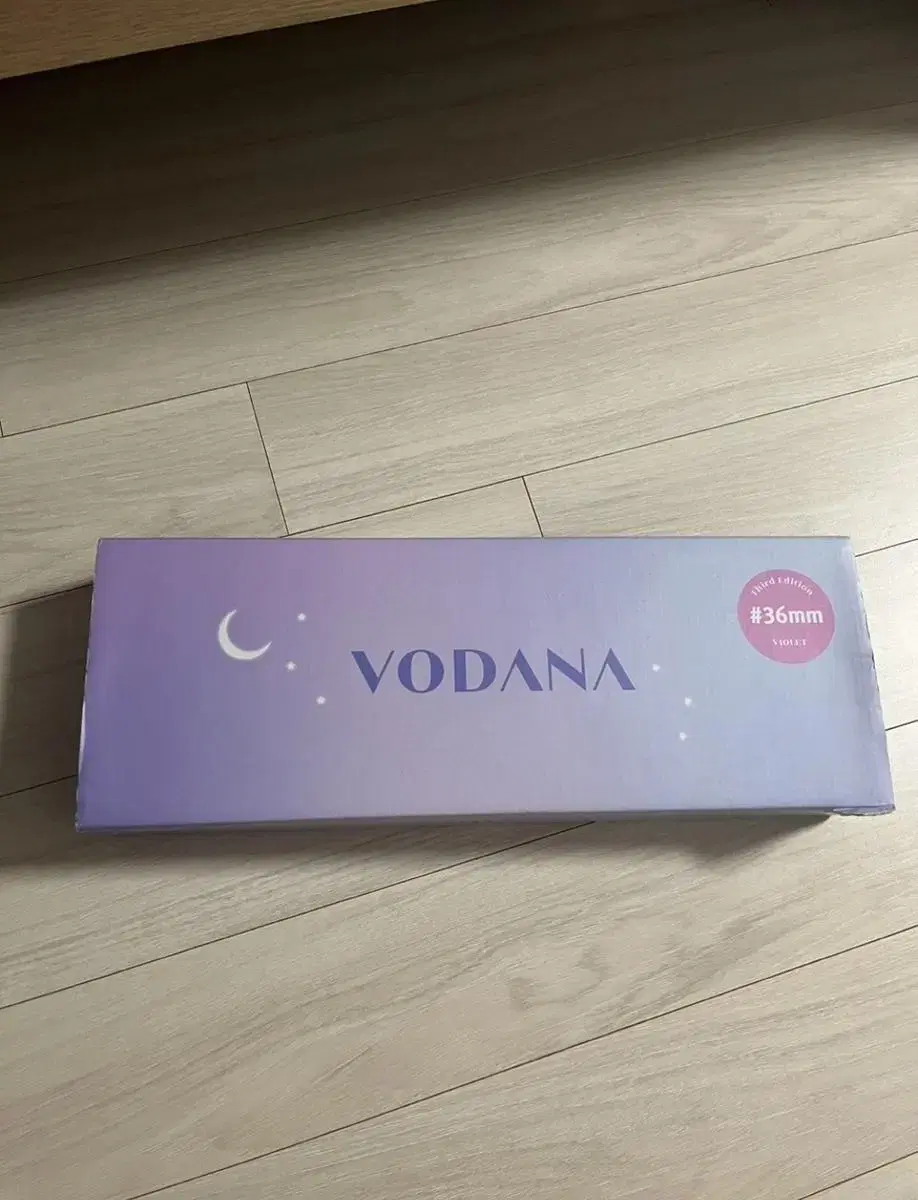 VODANA
Third Edition
#36mm
VIOLET